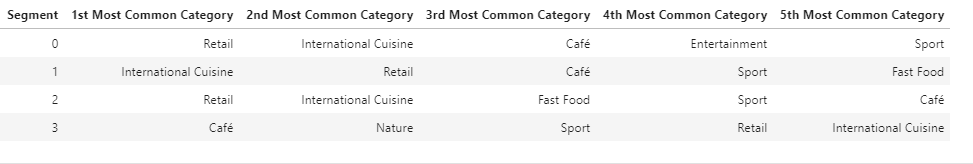 Segment 1st Most Common Category 2nd Most Common Category 3rd Most Common Category 4th Most Common Category 5th Most Common Category
0 Retail International Cuisine Café Entertainment Sport
1 International Cuisine Retail Café Sport Fast Food
2 Retail International Cuisine Fast Food Sport Café
3 Café Nature Sport Retail International Cuisine